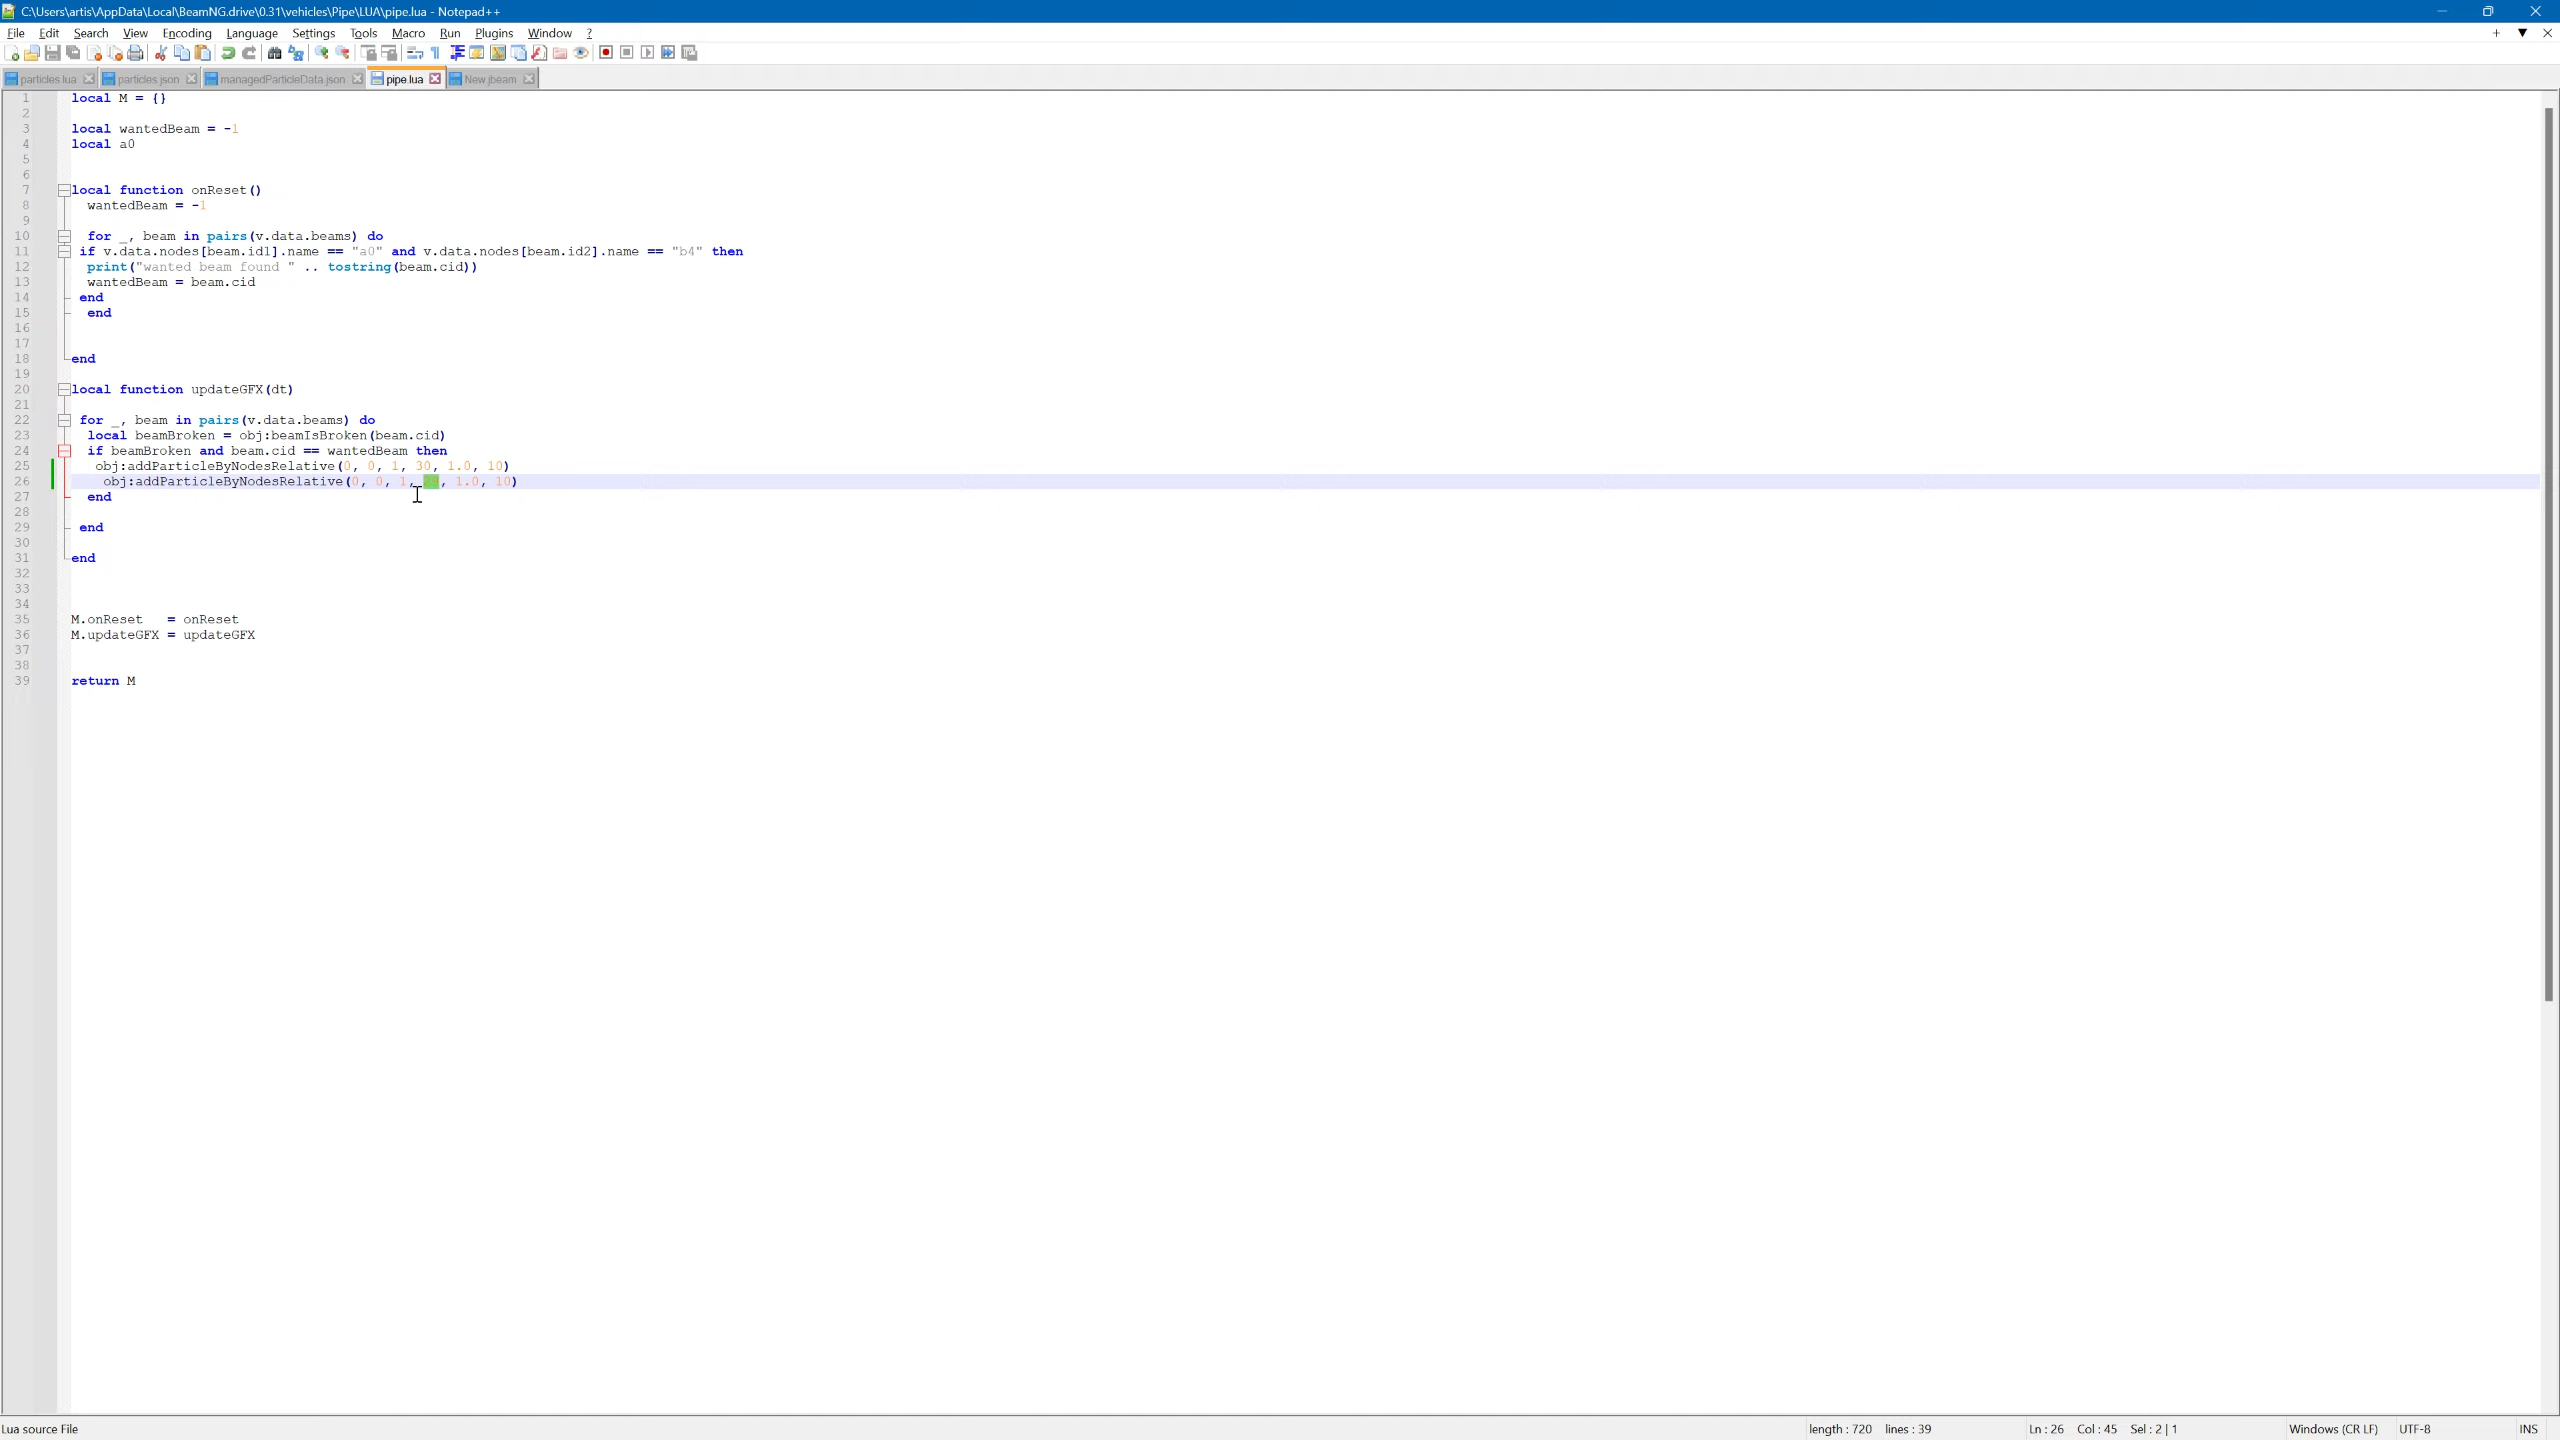 C:\Users\artis\AppData\Local\BeamNG.drive\0.31\vehicles\Pipe\LUA\pipe.lua - Notepad++
File Edit Search View Encoding Language Settings Tools Macro Run Plugins Window ?
particles.lua particles.json managedParticleData.json pipe.lua New.jbeam
1 local M = {}
2
3 local wantedBeam = -1
4 local a0
5
6
7 local function onReset()
8 wantedBeam = -1
9
10 for _, beam in pairs(v.data.beams) do
11 if v.data.nodes[beam.id1].name == "a0" and v.data.nodes[beam.id2].name == "b4" then
12 print("wanted beam found " .. tostring(beam.cid))
13 wantedBeam = beam.cid
14 end
15 end
16
17
18 end
19
20 local function updateGFX(dt)
21
22 for _, beam in pairs(v.data.beams) do
23 local beamBroken = obj:beamIsBroken(beam.cid)
24 if beamBroken and beam.cid == wantedBeam then
25 obj:addParticleByNodesRelative(0, 0, 1, 30, 1.0, 10)
26 obj:addParticleByNodesRelative(0, 0, 1, , 1.0, 10)
27 end
28
29 end
30
31 end
32
33
34
35 M.onReset = onReset
36 M.updateGFX = updateGFX
37
38
39 return M
Lua source File length : 720 lines : 39 Ln : 26 Col : 45 Sel : 2 | 1 Windows (CR LF) UTF-8 INS